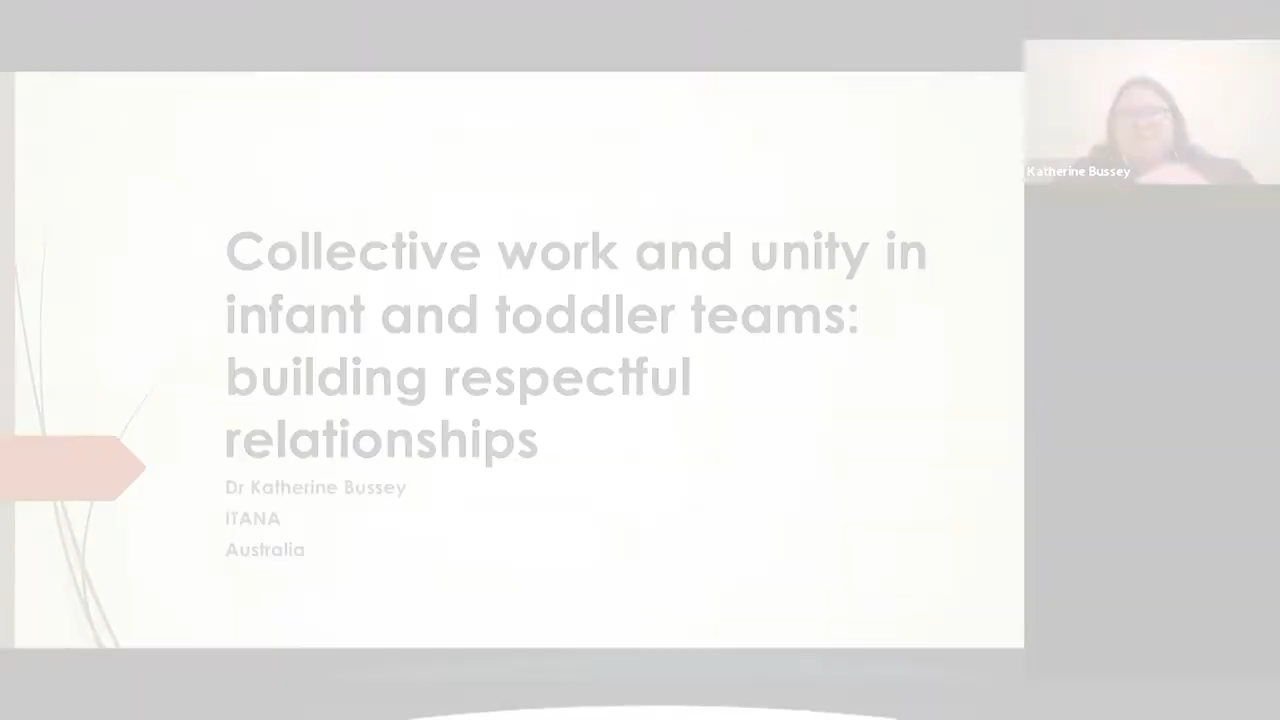 Collective work and unity in
infant and toddler teams:
building respectful
relationships
Dr Katherine Bussey
ITANA
Australia
Katherine Bussey